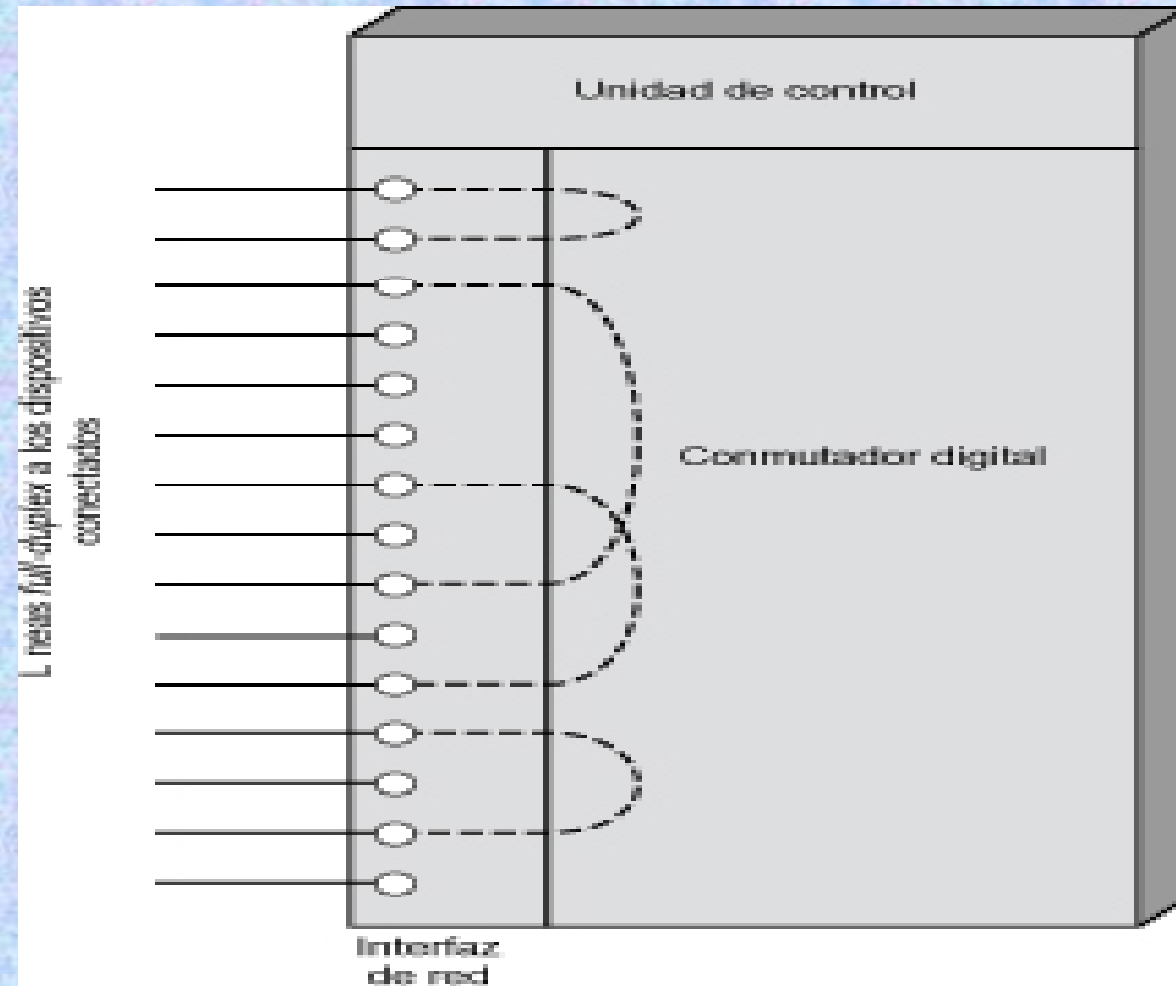 Unidad de control
L neas full-duplex a los dispositivos
conectados
Conmutador digital
Interfaz
de red